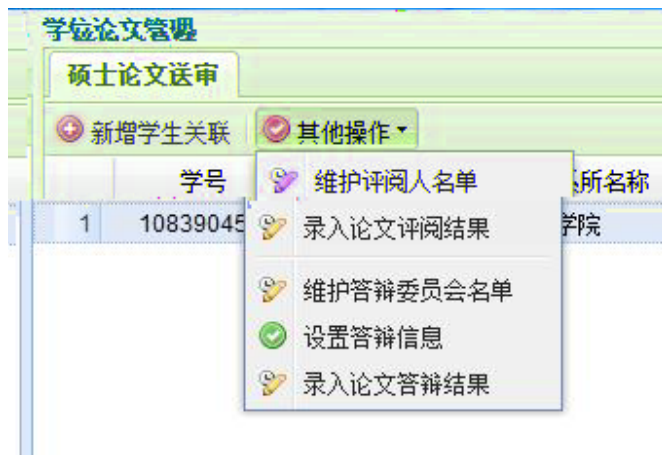 学位论文管理
硕士论文送审
新增学生关联 其他操作
学号 所名称
1 10839045 学院
维护评阅人名单
录入论文评阅结果
维护答辩委员会名单
设置答辩信息
录入论文答辩结果